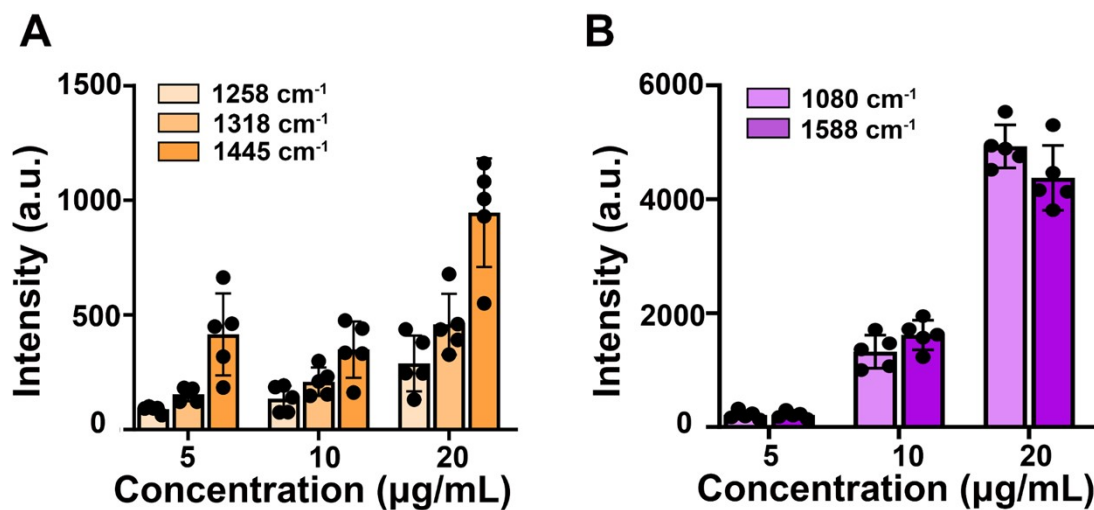 A
1500
1000
500
0
Intensity (a.u.)
1258 cm⁻¹
1318 cm⁻¹
1445 cm⁻¹
5 10 20
Concentration (µg/mL)
B
6000
4000
2000
0
Intensity (a.u.)
1080 cm⁻¹
1588 cm⁻¹
5 10 20
Concentration (µg/mL)